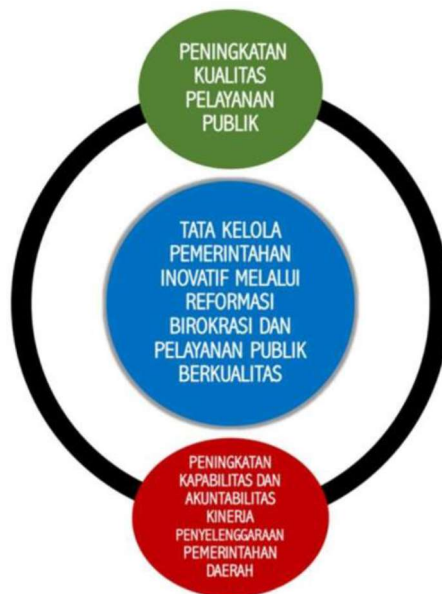 PENINGKATAN
KUALITAS
PELAYANAN
PUBLIK
TATA KELOLA
PEMERINTAHAN
INOVATIF MELALUI
REFORMASI
BIROKRASI DAN
PELAYANAN PUBLIK
BERKUALITAS
PENINGKATAN
KAPABILITAS DAN
AKUNTABILITAS
KINERJA
PENYELENGGARAAN
PEMERINTAHAN
DAERAH